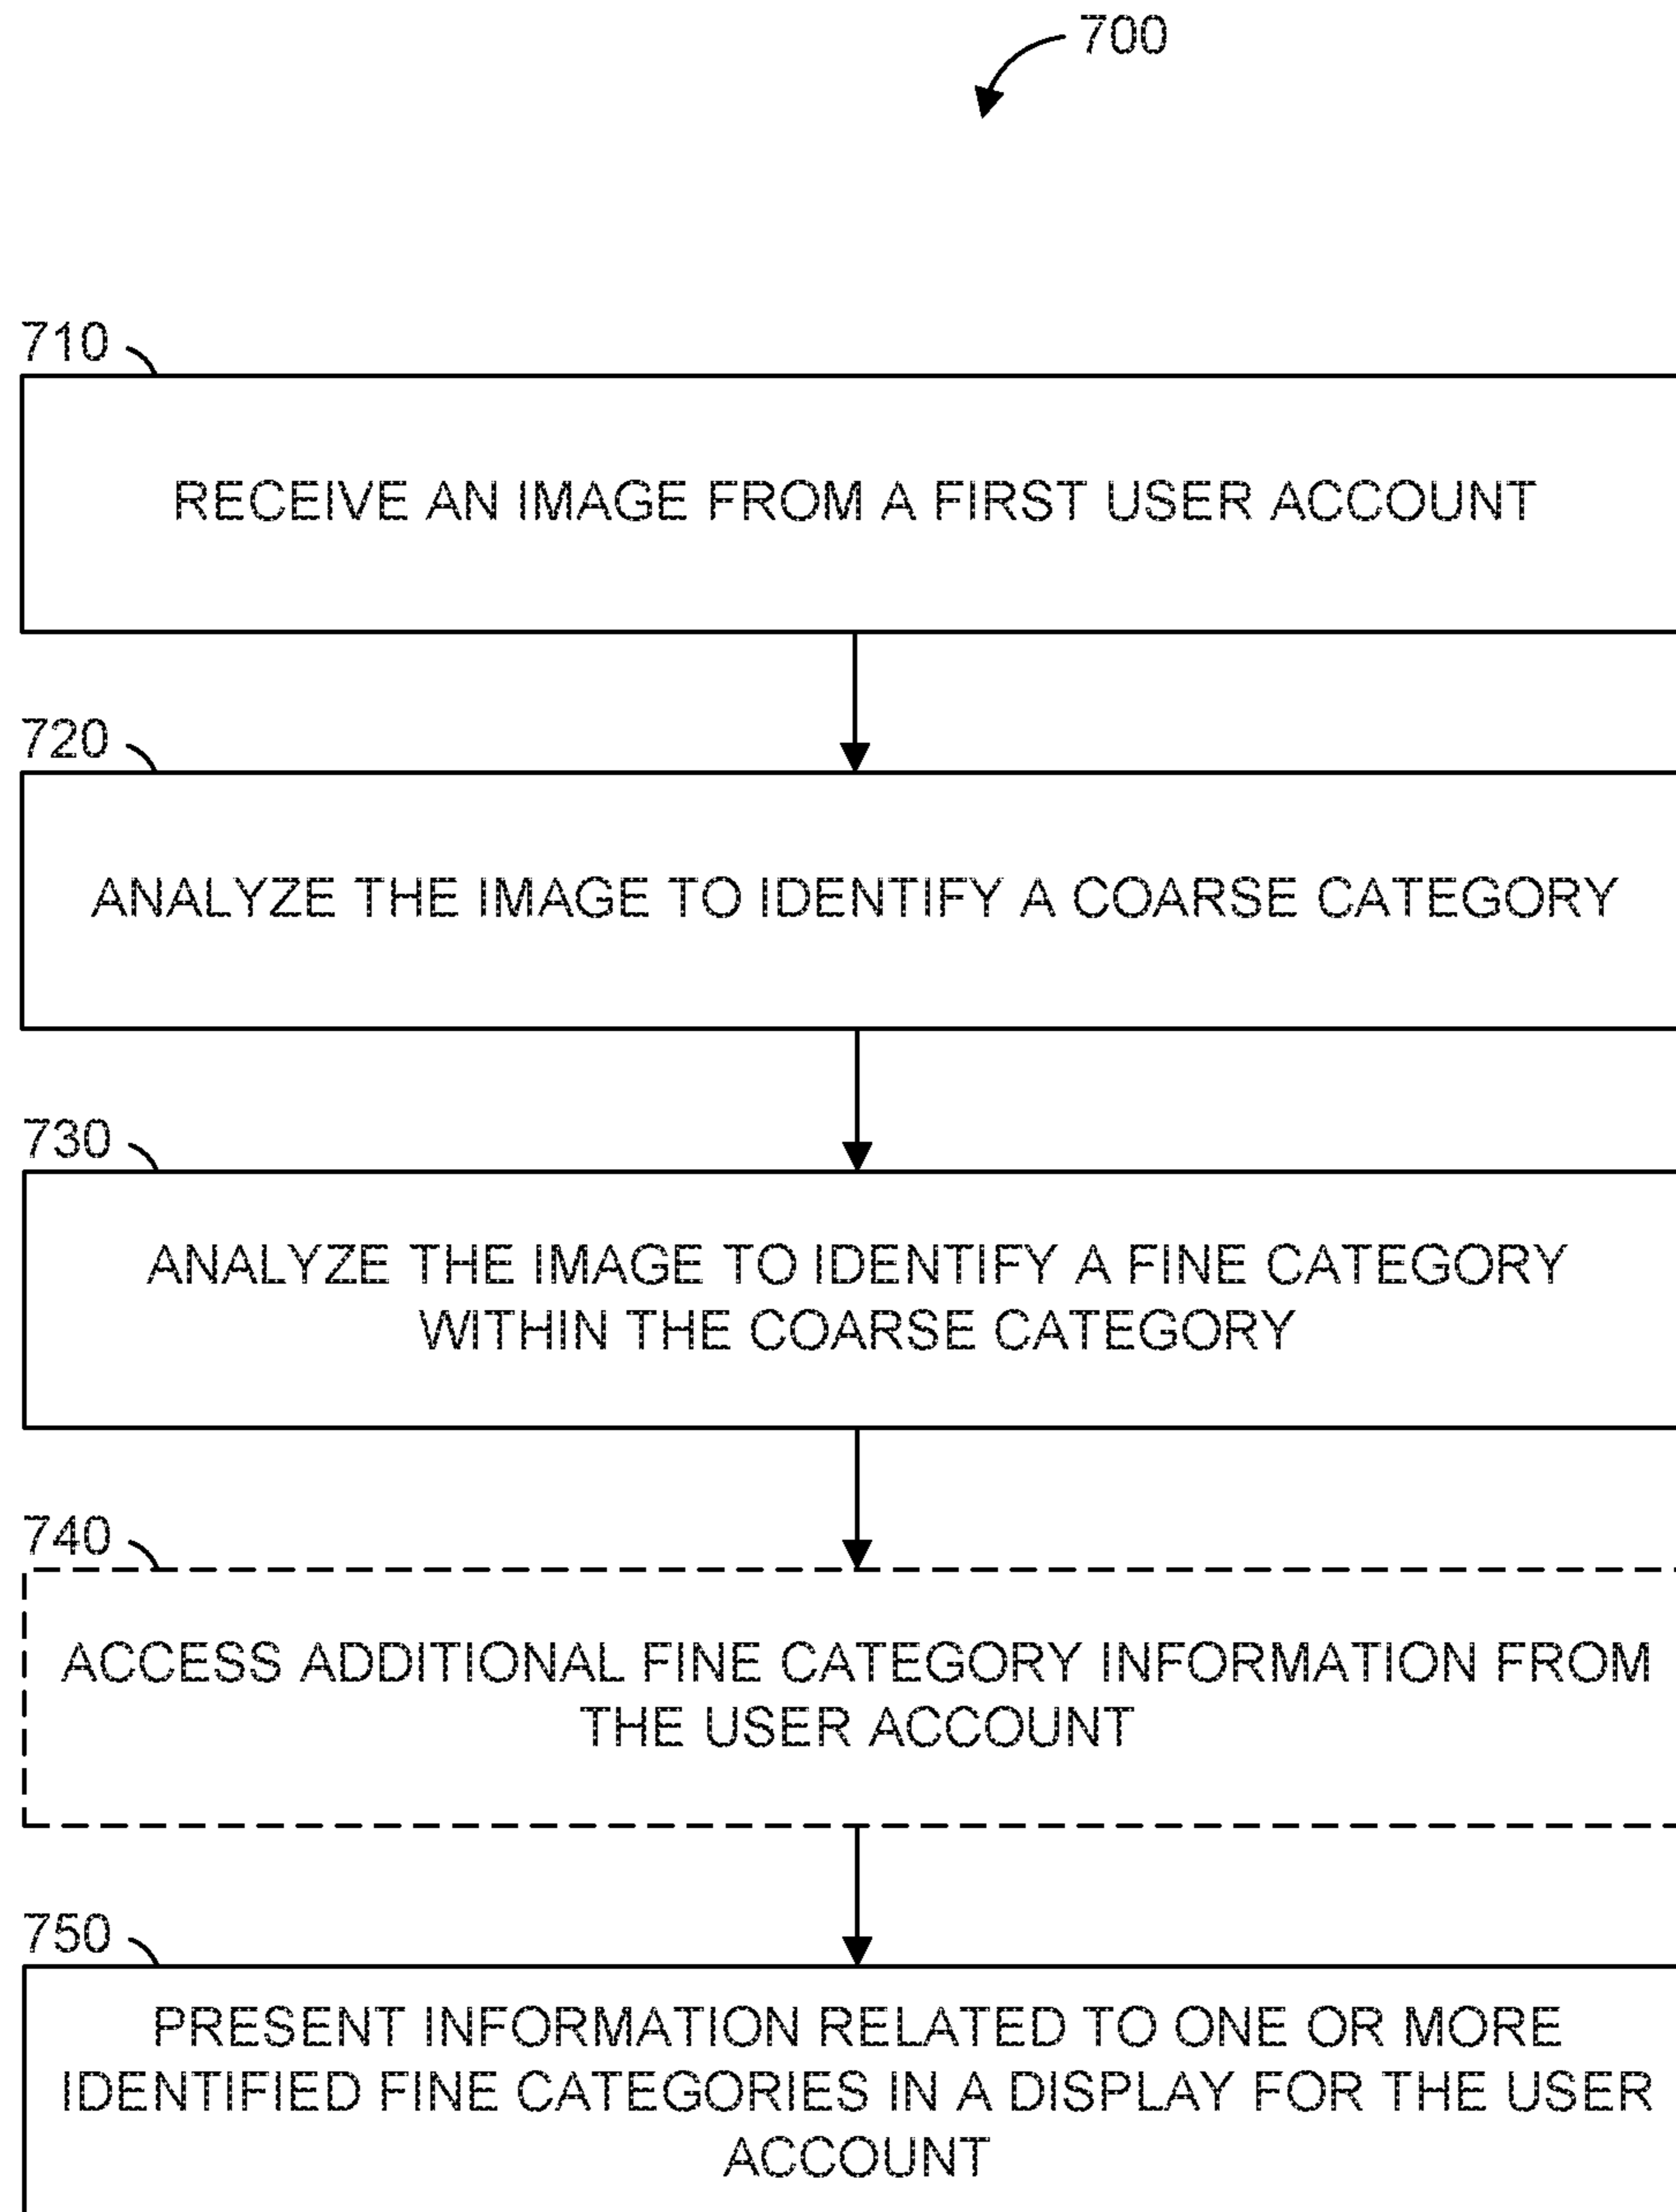 700
710
RECEIVE AN IMAGE FROM A FIRST USER ACCOUNT
720
ANALYZE THE IMAGE TO IDENTIFY A COARSE CATEGORY
730
ANALYZE THE IMAGE TO IDENTIFY A FINE CATEGORY
WITHIN THE COARSE CATEGORY
740
ACCESS ADDITIONAL FINE CATEGORY INFORMATION FROM
THE USER ACCOUNT
750
PRESENT INFORMATION RELATED TO ONE OR MORE
IDENTIFIED FINE CATEGORIES IN A DISPLAY FOR THE USER
ACCOUNT